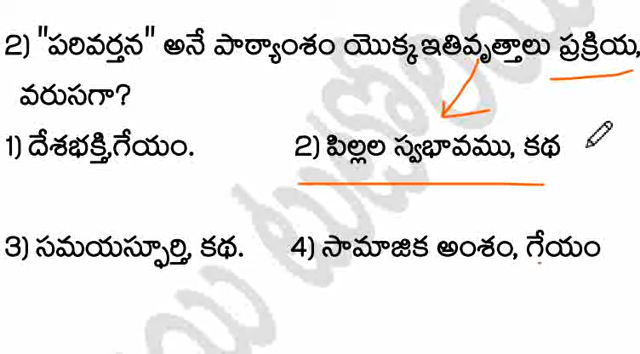 2) "పరివర్తన" అనే పాఠ్యాంశం యొక్క ఇతివృత్తాలు ప్రక్రియ,
వరుసగా?
1) దేశభక్తి,గేయం. 2) పిల్లల స్వభావము, కథ
3) సమయస్ఫూర్తి, కథ. 4) సామాజిక అంశం, గేయం